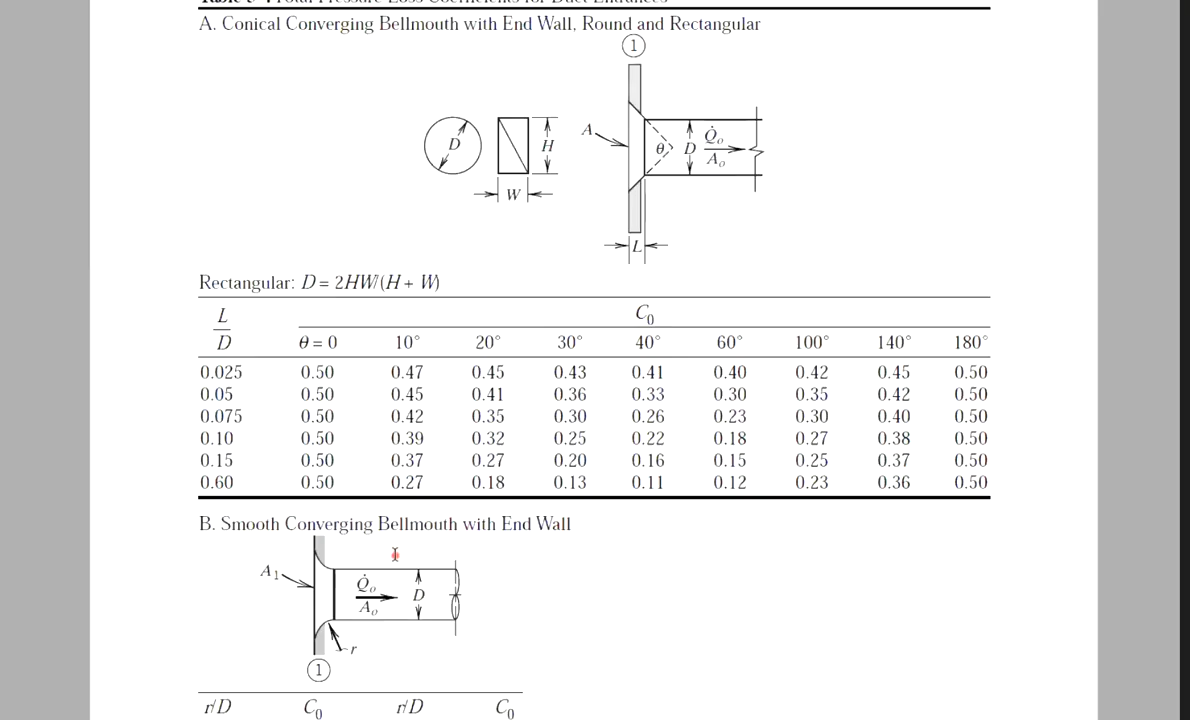 A. Conical Converging Bellmouth with End Wall, Round and Rectangular
1
D
H
W
A
θ
D
Q̇o
Ao
L
Rectangular: D = 2HW/(H + W)
L
D
C0
θ = 0 10° 20° 30° 40° 60° 100° 140° 180°
0.025 0.50 0.47 0.45 0.43 0.41 0.40 0.42 0.45 0.50
0.05 0.50 0.45 0.41 0.36 0.33 0.30 0.35 0.42 0.50
0.075 0.50 0.42 0.35 0.30 0.26 0.23 0.30 0.40 0.50
0.10 0.50 0.39 0.32 0.25 0.22 0.18 0.27 0.38 0.50
0.15 0.50 0.37 0.27 0.20 0.16 0.15 0.25 0.37 0.50
0.60 0.50 0.27 0.18 0.13 0.11 0.12 0.23 0.36 0.50
B. Smooth Converging Bellmouth with End Wall
A1
Q̇o
Ao
D
r
1
r/D C0 r/D C0